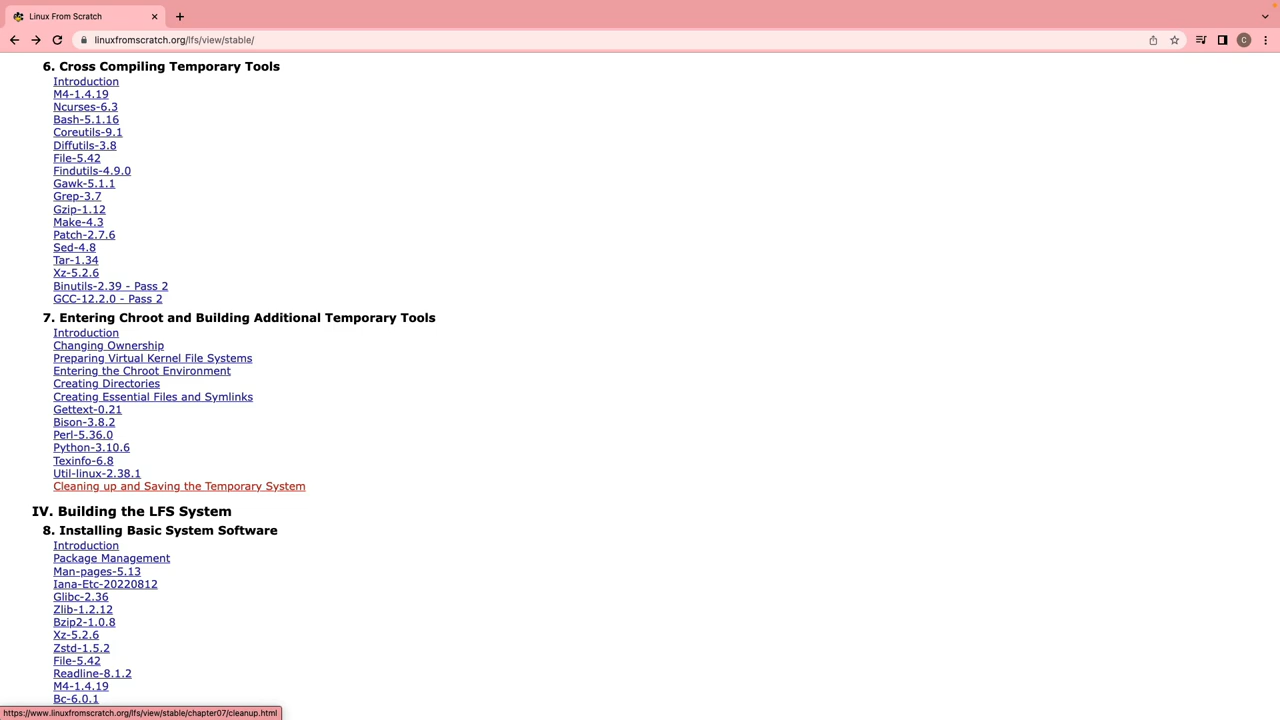 Linux From Scratch
linuxfromscratch.org/lfs/view/stable/
C
6. Cross Compiling Temporary Tools
Introduction
M4-1.4.19
Ncurses-6.3
Bash-5.1.16
Coreutils-9.1
Diffutils-3.8
File-5.42
Findutils-4.9.0
Gawk-5.1.1
Grep-3.7
Gzip-1.12
Make-4.3
Patch-2.7.6
Sed-4.8
Tar-1.34
Xz-5.2.6
Binutils-2.39 - Pass 2
GCC-12.2.0 - Pass 2
7. Entering Chroot and Building Additional Temporary Tools
Introduction
Changing Ownership
Preparing Virtual Kernel File Systems
Entering the Chroot Environment
Creating Directories
Creating Essential Files and Symlinks
Gettext-0.21
Bison-3.8.2
Perl-5.36.0
Python-3.10.6
Texinfo-6.8
Util-linux-2.38.1
Cleaning up and Saving the Temporary System
IV. Building the LFS System
8. Installing Basic System Software
Introduction
Package Management
Man-pages-5.13
Iana-Etc-20220812
Glibc-2.36
Zlib-1.2.12
Bzip2-1.0.8
Xz-5.2.6
Zstd-1.5.2
File-5.42
Readline-8.1.2
M4-1.4.19
Bc-6.0.1
https://www.linuxfromscratch.org/lfs/view/stable/chapter07/cleanup.html